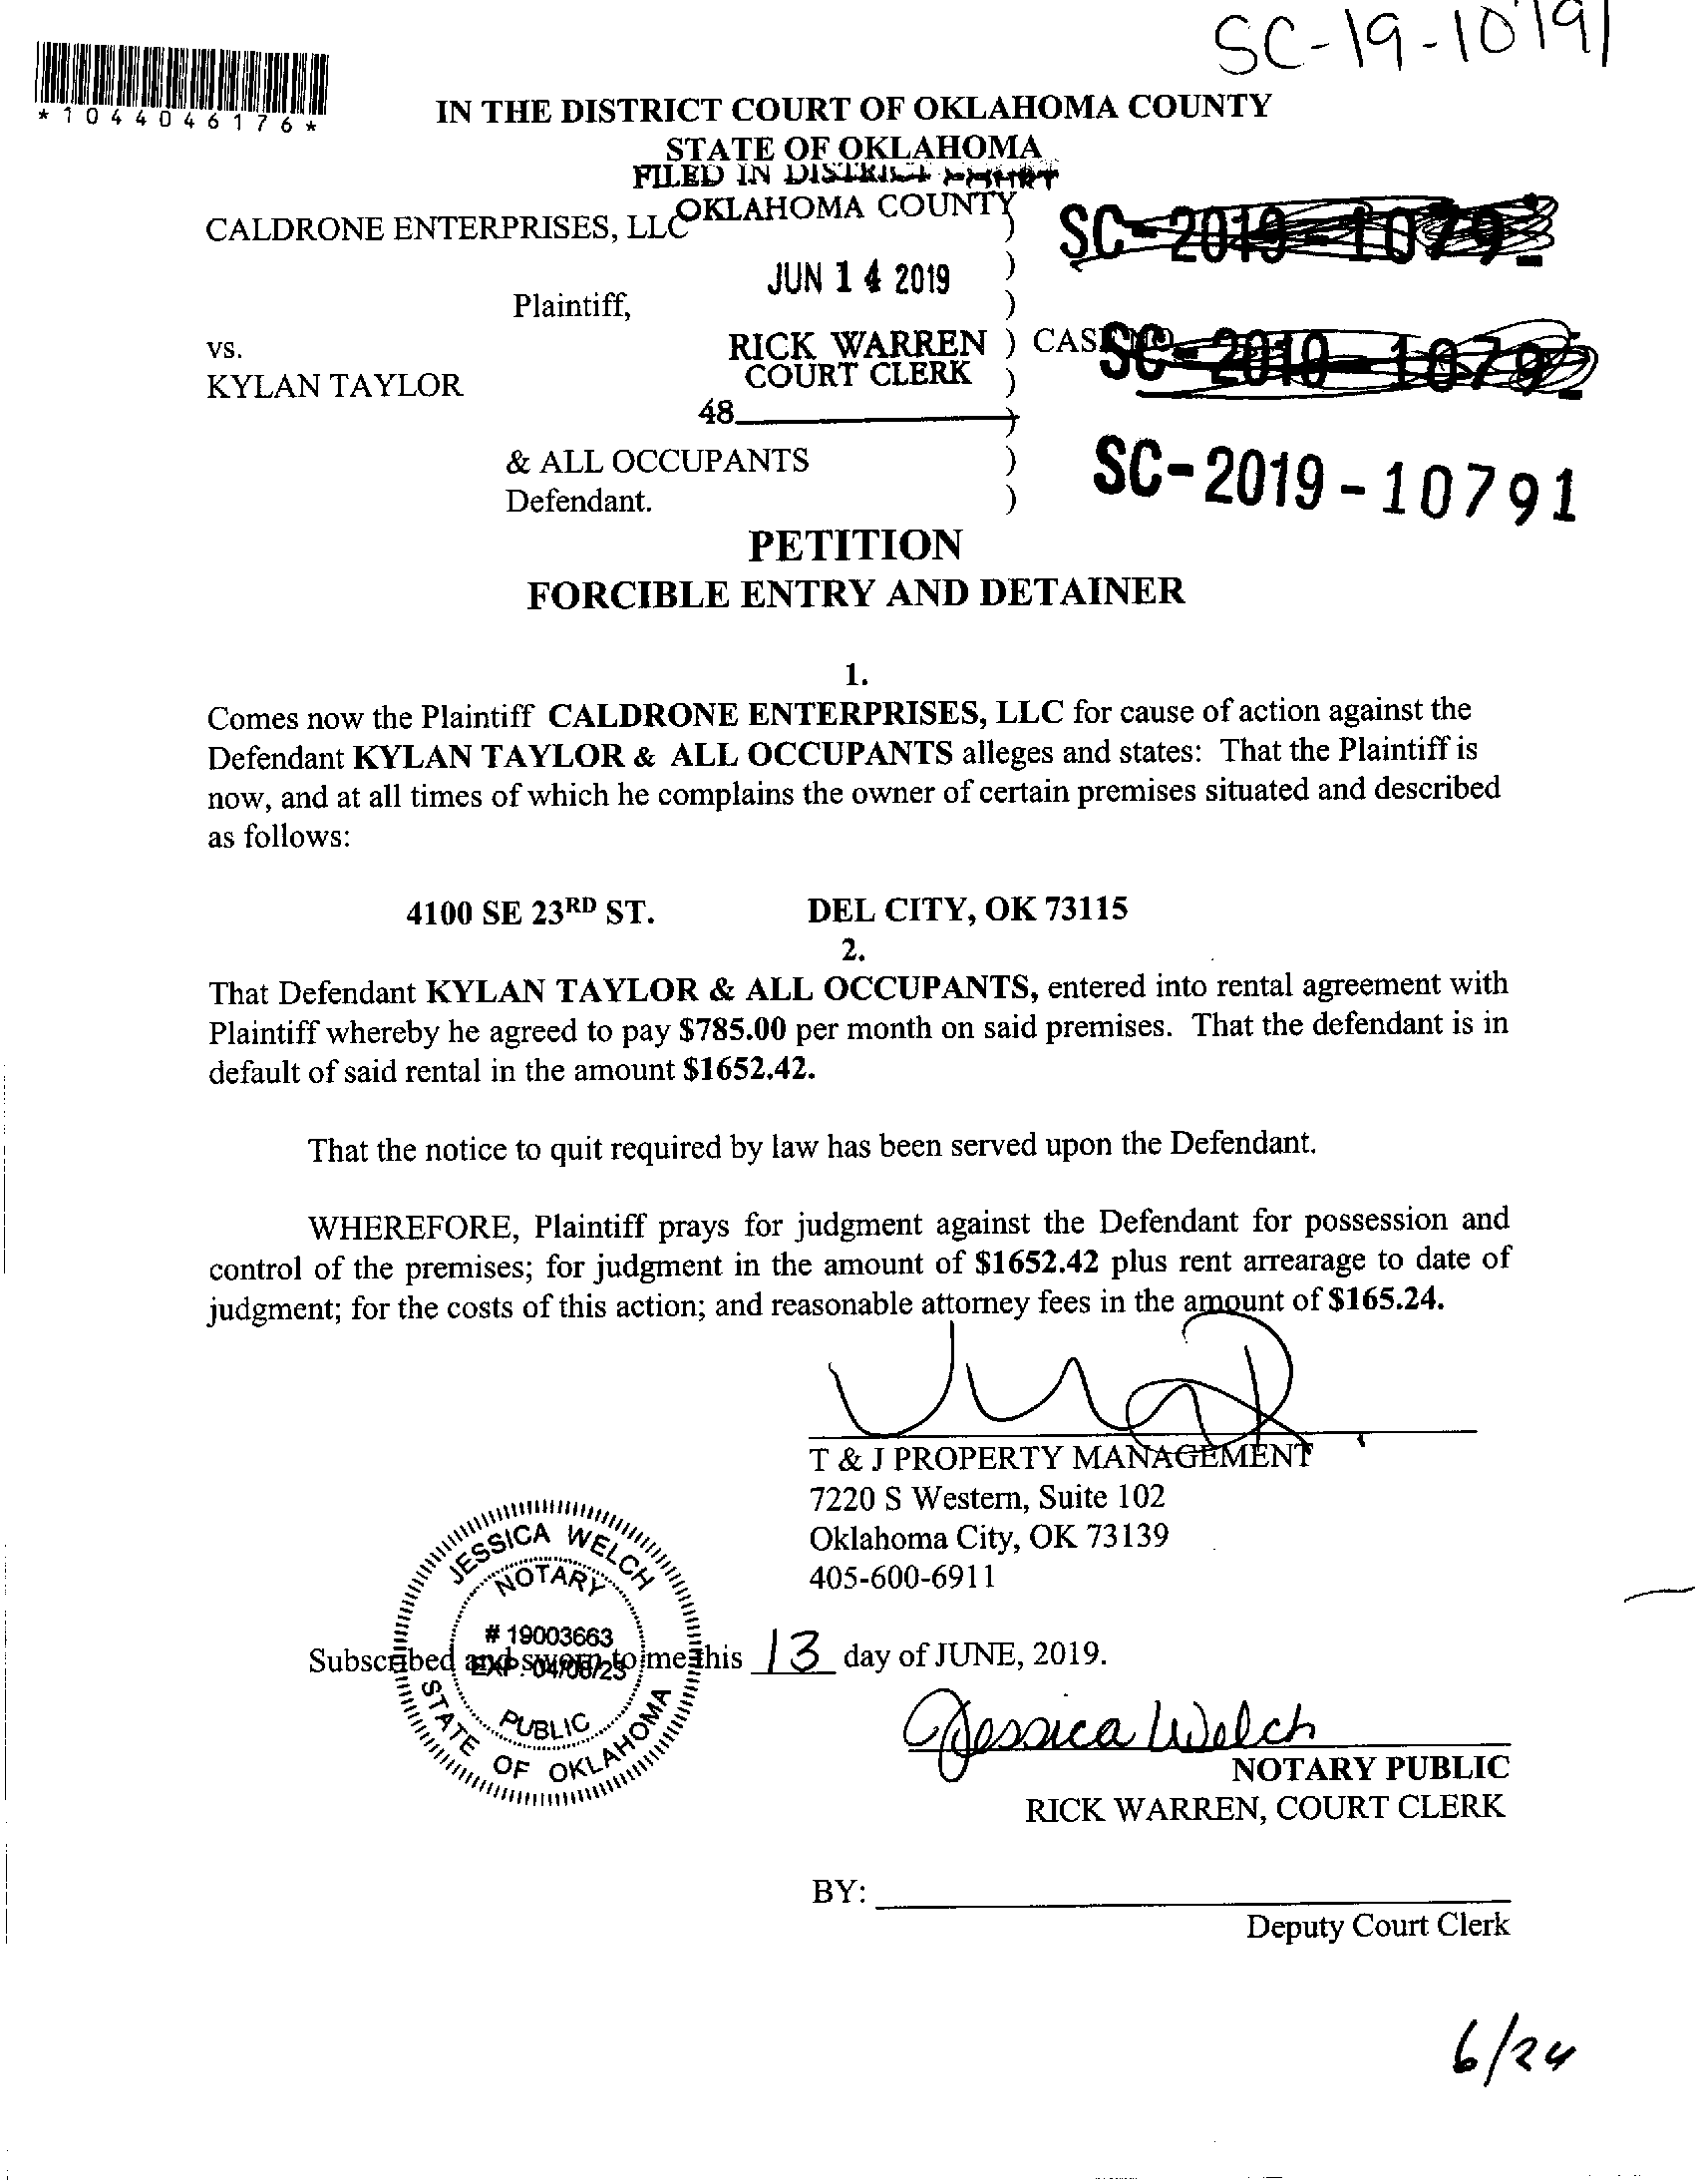 SC-19-10791
*1044046176*
IN THE DISTRICT COURT OF OKLAHOMA COUNTY
STATE OF OKLAHOMA
FILED IN DISTRICT COURT
OKLAHOMA COUNTY
CALDRONE ENTERPRISES, LLC )
SC-2019-1079
JUN 14 2019 )
Plaintiff, )
vs.
RICK WARREN ) CASE NO.
SC-2019-1079
KYLAN TAYLOR
COURT CLERK )
48 )
& ALL OCCUPANTS )
Defendant. )
SC-2019-10791
PETITION
FORCIBLE ENTRY AND DETAINER
1.
Comes now the Plaintiff CALDRONE ENTERPRISES, LLC for cause of action against the
Defendant KYLAN TAYLOR & ALL OCCUPANTS alleges and states: That the Plaintiff is
now, and at all times of which he complains the owner of certain premises situated and described
as follows:
4100 SE 23RD ST. DEL CITY, OK 73115
2.
That Defendant KYLAN TAYLOR & ALL OCCUPANTS, entered into rental agreement with
Plaintiff whereby he agreed to pay $785.00 per month on said premises. That the defendant is in
default of said rental in the amount $1652.42.
That the notice to quit required by law has been served upon the Defendant.
WHEREFORE, Plaintiff prays for judgment against the Defendant for possession and
control of the premises; for judgment in the amount of $1652.42 plus rent arrearage to date of
judgment; for the costs of this action; and reasonable attorney fees in the amount of $165.24.
T & J PROPERTY MANAGEMENT
7220 S Western, Suite 102
Oklahoma City, OK 73139
405-600-6911
JESSICA WELCH
NOTARY
# 19003663
EXP. 04/08/23
PUBLIC
STATE OF OKLAHOMA
Subscribed and sworn to me this 13 day of JUNE, 2019.
Jessica Welch
NOTARY PUBLIC
RICK WARREN, COURT CLERK
BY:
Deputy Court Clerk
6/24